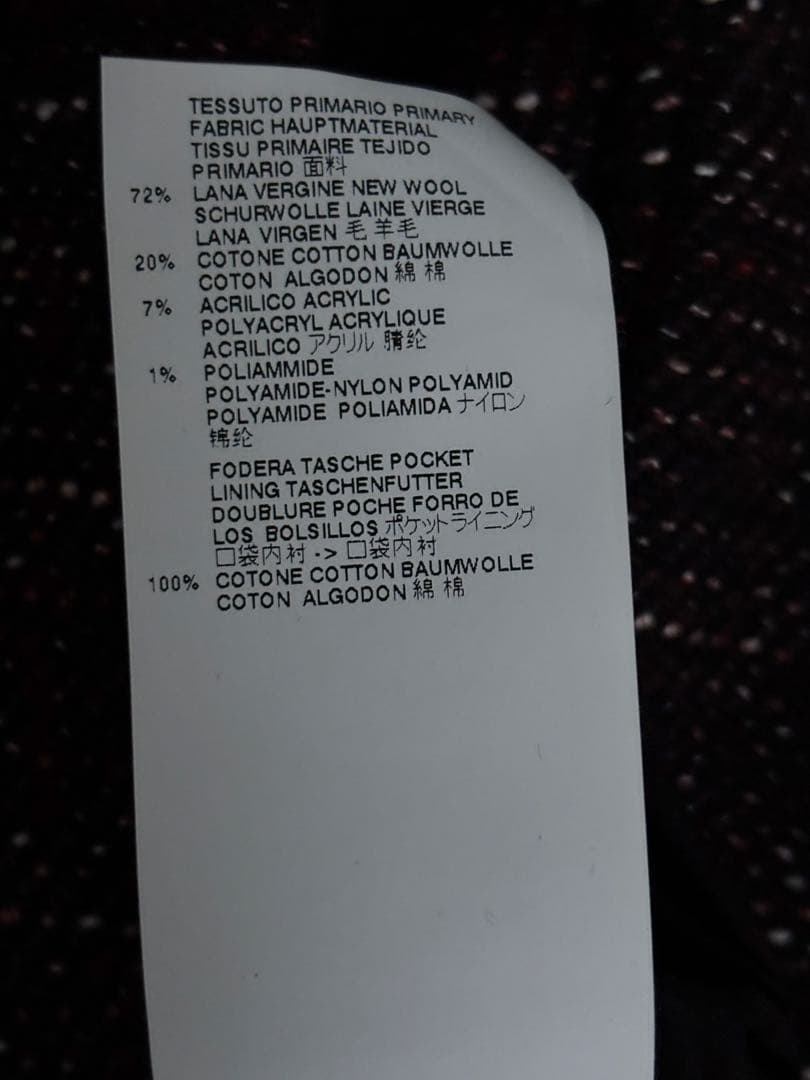 TESSUTO PRIMARIO PRIMARY
FABRIC HAUPTMATERIAL
TISSU PRIMAIRE TEJIDO
PRIMARIO 面料
72% LANA VERGINE NEW WOOL
SCHURWOLLE LAINE VIERGE
LANA VIRGEN 毛 羊毛
20% COTONE COTTON BAUMWOLLE
COTON ALGODON 綿 棉
7% ACRILICO ACRYLIC
POLYACRYL ACRYLIQUE
ACRILICO アクリル 腈纶
1% POLIAMMIDE
POLYAMIDE-NYLON POLYAMID
POLYAMIDE POLIAMIDA ナイロン
锦纶
FODERA TASCHE POCKET
LINING TASCHENFUTTER
DOUBLURE POCHE FORRO DE
LOS BOLSILLOS ポケットライニング
口袋内衬 -> 口袋内衬
100% COTONE COTTON BAUMWOLLE
COTON ALGODON 綿 棉